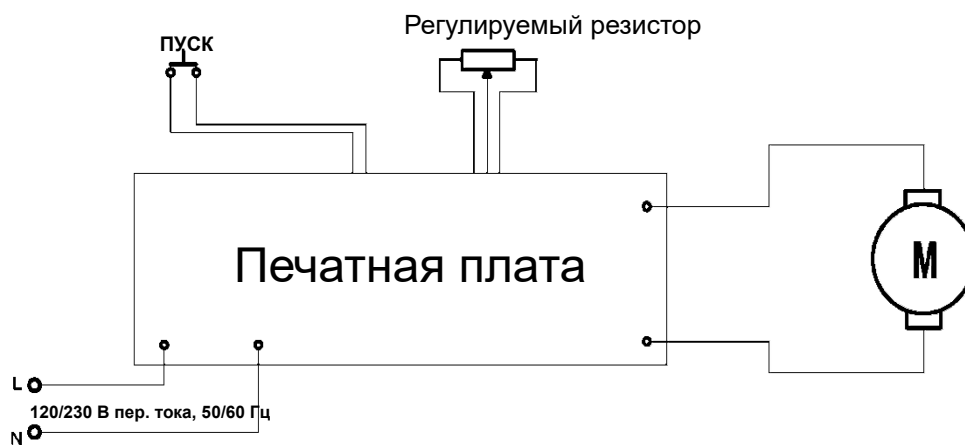 Регулируемый резистор
ПУСК
Печатная плата
M
L
120/230 В пер. тока, 50/60 Гц
N